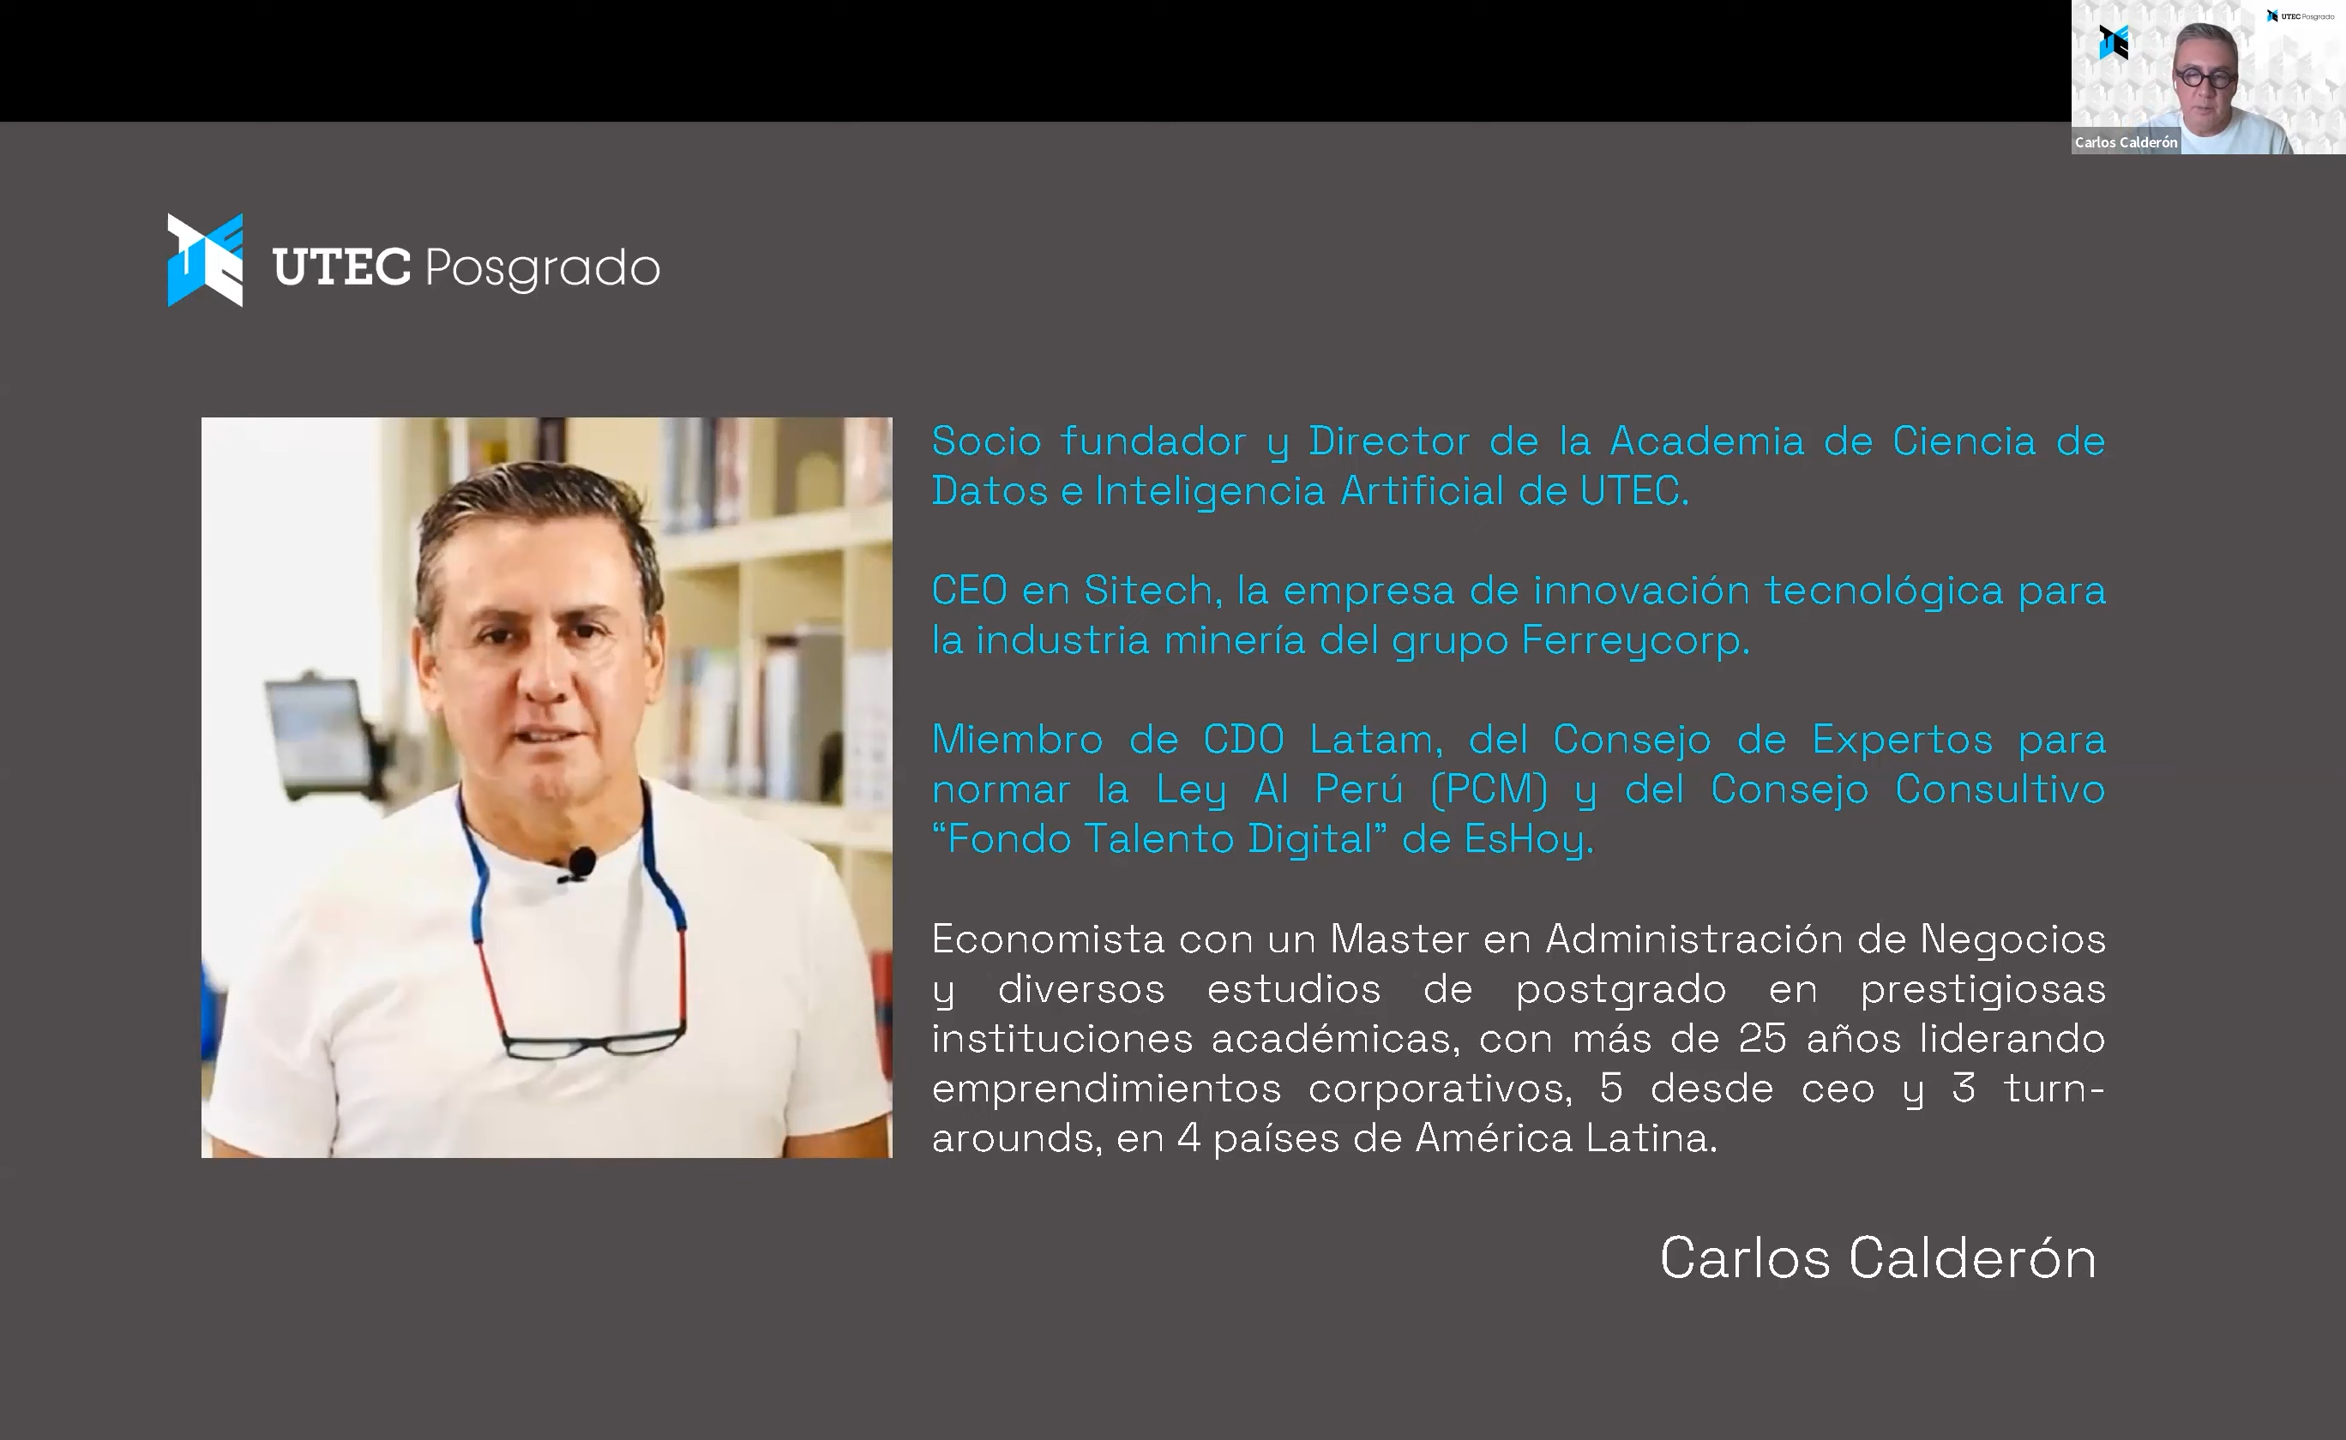 UTEC Posgrado
Carlos Calderón
UTEC Posgrado
Socio fundador y Director de la Academia de Ciencia de
Datos e Inteligencia Artificial de UTEC.
CEO en Sitech, la empresa de innovación tecnológica para
la industria minería del grupo Ferreycorp.
Miembro de CDO Latam, del Consejo de Expertos para
normar la Ley AI Perú (PCM) y del Consejo Consultivo
“Fondo Talento Digital” de EsHoy.
Economista con un Master en Administración de Negocios
y diversos estudios de postgrado en prestigiosas
instituciones académicas, con más de 25 años liderando
emprendimientos corporativos, 5 desde ceo y 3 turn-
arounds, en 4 países de América Latina.
Carlos Calderón